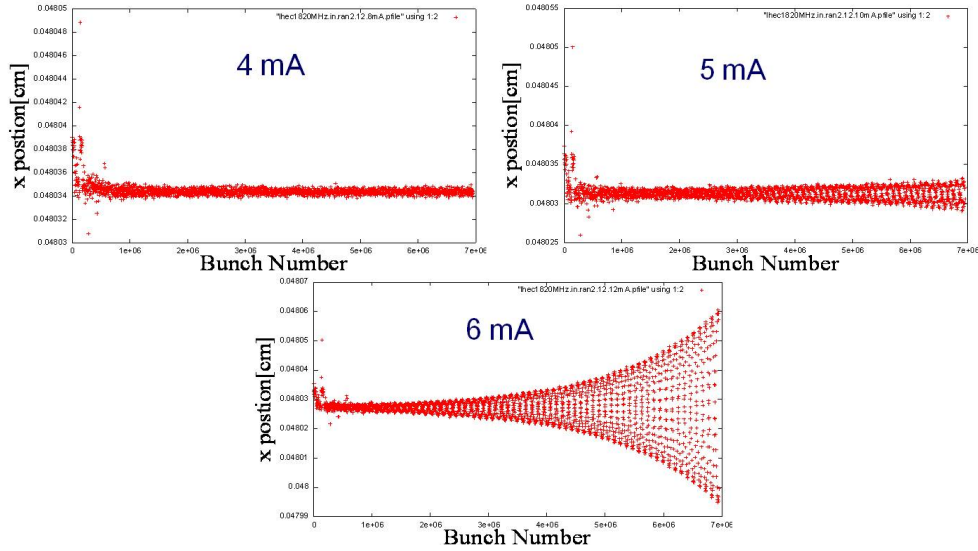 "lhec1820MHz.in.ran2.12.8mA.pfile" using 1:2
4 mA
x postion[cm]
0.04805
0.048048
0.048046
0.048044
0.048042
0.04804
0.048038
0.048036
0.048034
0.048032
0.04803
0 1e+06 2e+06 3e+06 4e+06 5e+06 6e+06 7e+06
Bunch Number
"lhec1820MHz.in.ran2.12.10mA.pfile" using 1:2
5 mA
x postion[cm]
0.048055
0.04805
0.048045
0.04804
0.048035
0.04803
0.048025
0 1e+06 2e+06 3e+06 4e+06 5e+06 6e+06 7e+06
Bunch Number
"lhec1820MHz.in.ran2.12.12mA.pfile" using 1:2
6 mA
x postion[cm]
0.04807
0.04806
0.04805
0.04804
0.04803
0.04802
0.04801
0.048
0.04799
0 1e+06 2e+06 3e+06 4e+06 5e+06 6e+06 7e+06
Bunch Number